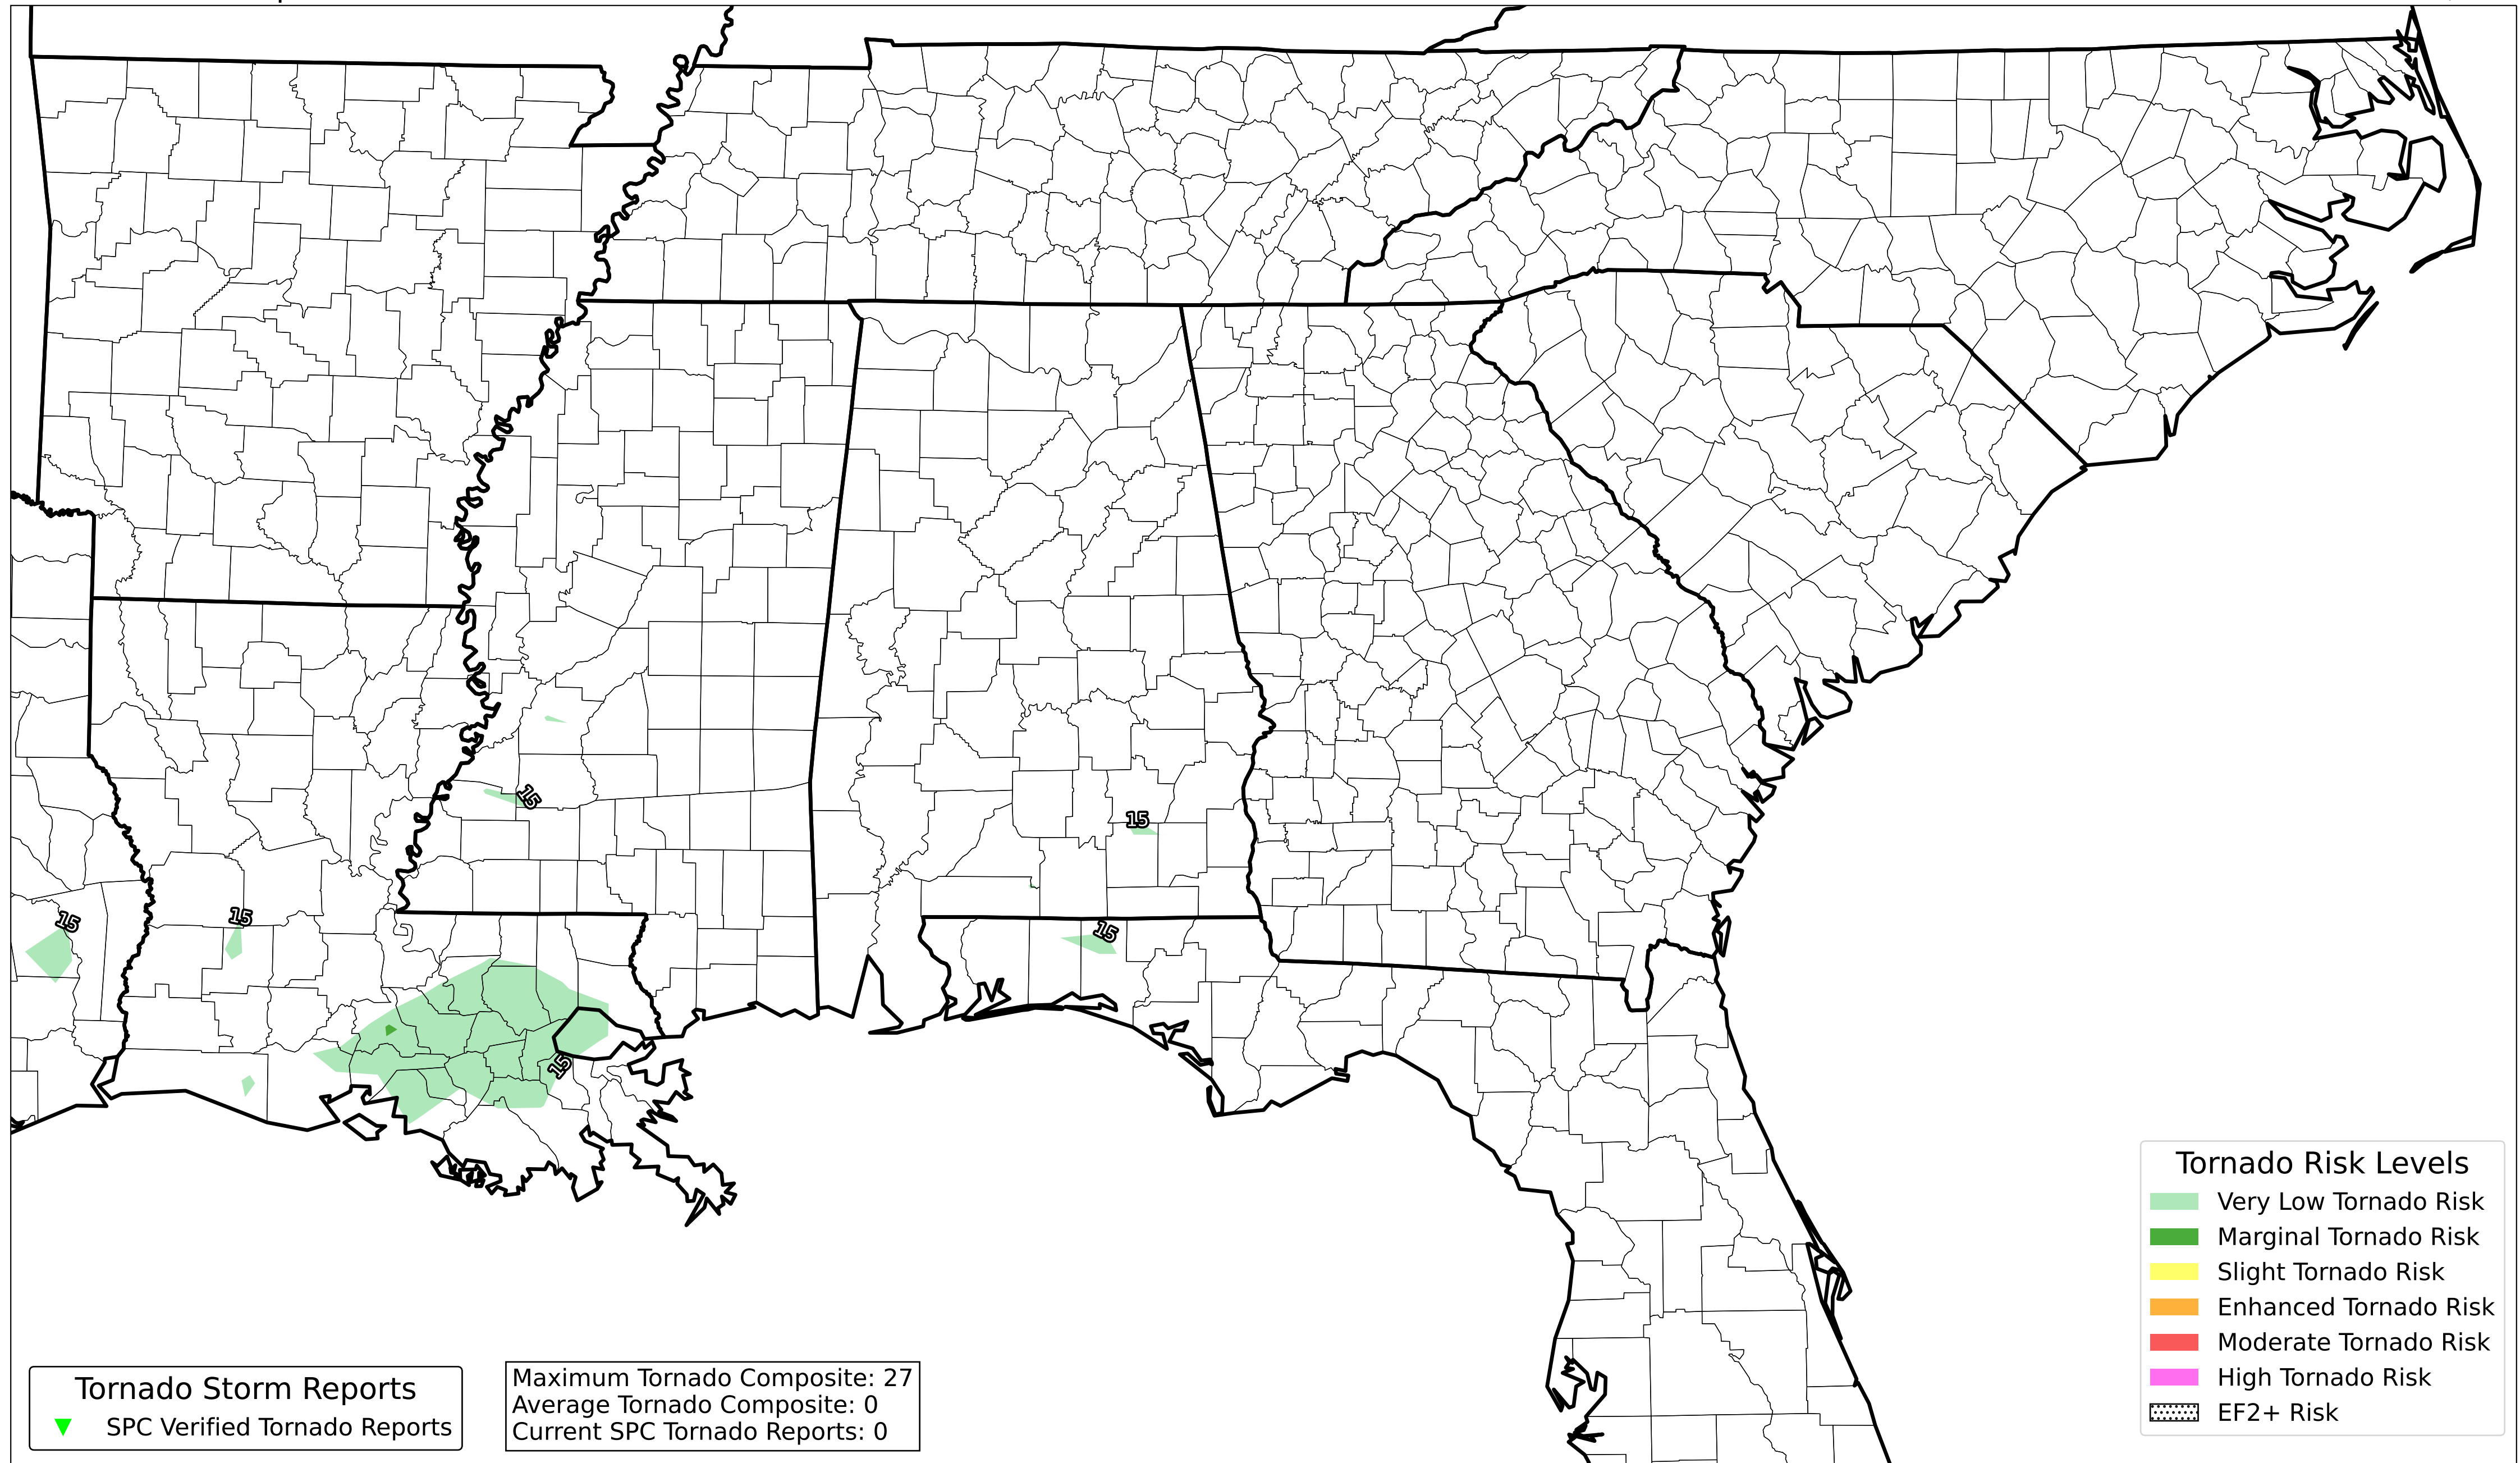 15
15
15
15
15
15
Tornado Risk Levels
Very Low Tornado Risk
Marginal Tornado Risk
Slight Tornado Risk
Enhanced Tornado Risk
Moderate Tornado Risk
High Tornado Risk
EF2+ Risk
Tornado Storm Reports
SPC Verified Tornado Reports
Maximum Tornado Composite: 27
Average Tornado Composite: 0
Current SPC Tornado Reports: 0